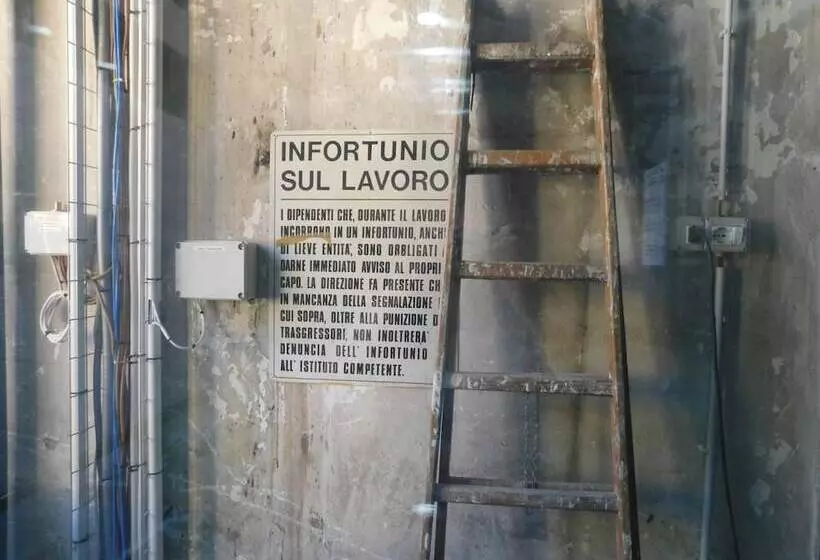 INFORTUNIO
SUL LAVORO
I DIPENDENTI CHE, DURANTE IL LAVORO
INCORRONO IN UN INFORTUNIO, ANCH
DI LIEVE ENTITA', SONO OBBLIGATI
DARNE IMMEDIATO AVVISO AL PROPRI
CAPO. LA DIREZIONE FA PRESENTE CH
IN MANCANZA DELLA SEGNALAZIONE
CUI SOPRA, OLTRE ALLA PUNIZIONE D
TRASGRESSORI, NON INOLTRERA'
DENUNCIA DELL' INFORTUNIO
ALL' ISTITUTO COMPETENTE.